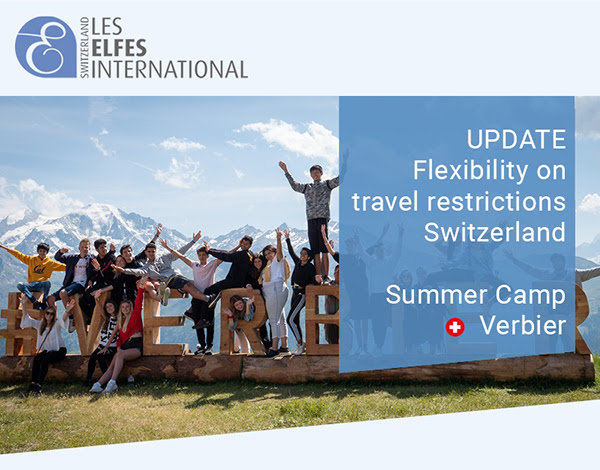 SWITZERLAND
LES
ELFES
INTERNATIONAL
UPDATE
Flexibility on
travel restrictions
Switzerland
Summer Camp
Verbier